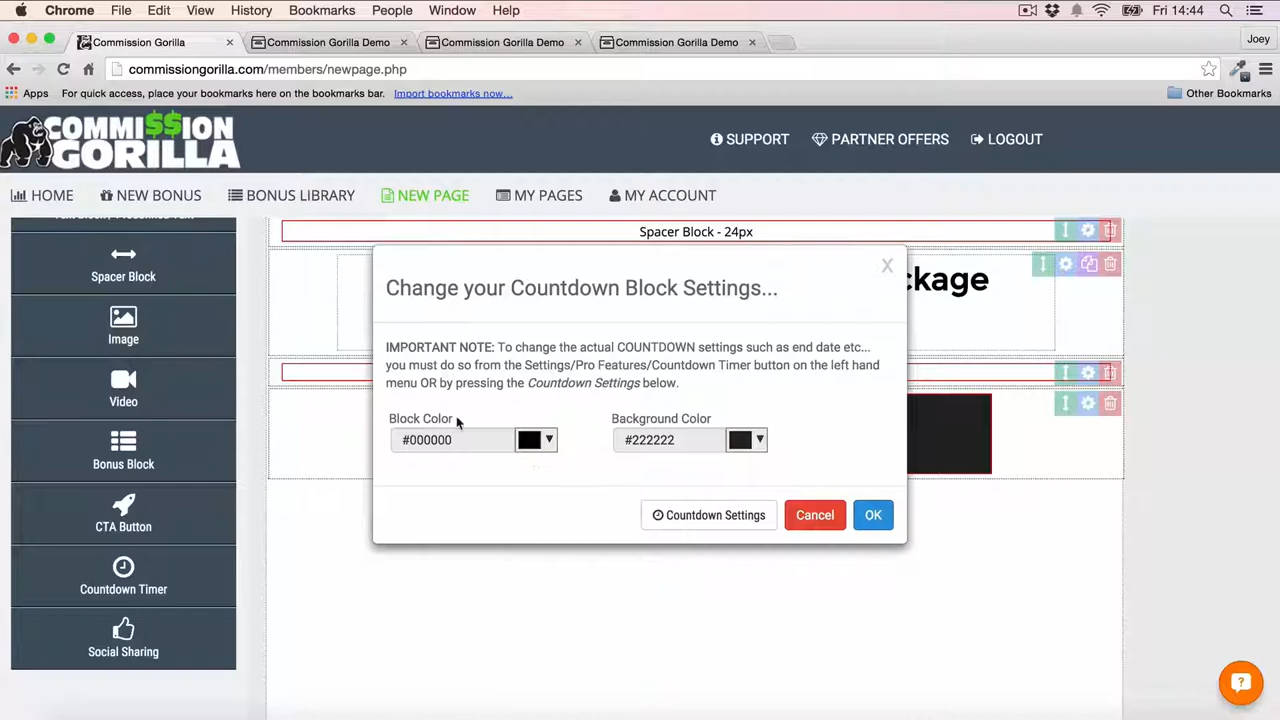 Chrome File Edit View History Bookmarks People Window Help Fri 14:44
Commission Gorilla Commission Gorilla Demo Commission Gorilla Demo Commission Gorilla Demo Joey
commissiongorilla.com/members/newpage.php
Apps For quick access, place your bookmarks here on the bookmarks bar. Import bookmarks now... Other Bookmarks
COMMI$$ION
GORILLA
SUPPORT PARTNER OFFERS LOGOUT
HOME NEW BONUS BONUS LIBRARY NEW PAGE MY PAGES MY ACCOUNT
Spacer Block
Image
Video
Bonus Block
CTA Button
Countdown Timer
Social Sharing
Spacer Block - 24px
ckage
X
Change your Countdown Block Settings...
IMPORTANT NOTE: To change the actual COUNTDOWN settings such as end date etc...
you must do so from the Settings/Pro Features/Countdown Timer button on the left hand
menu OR by pressing the Countdown Settings below.
Block Color Background Color
#000000 #222222
Countdown Settings Cancel OK